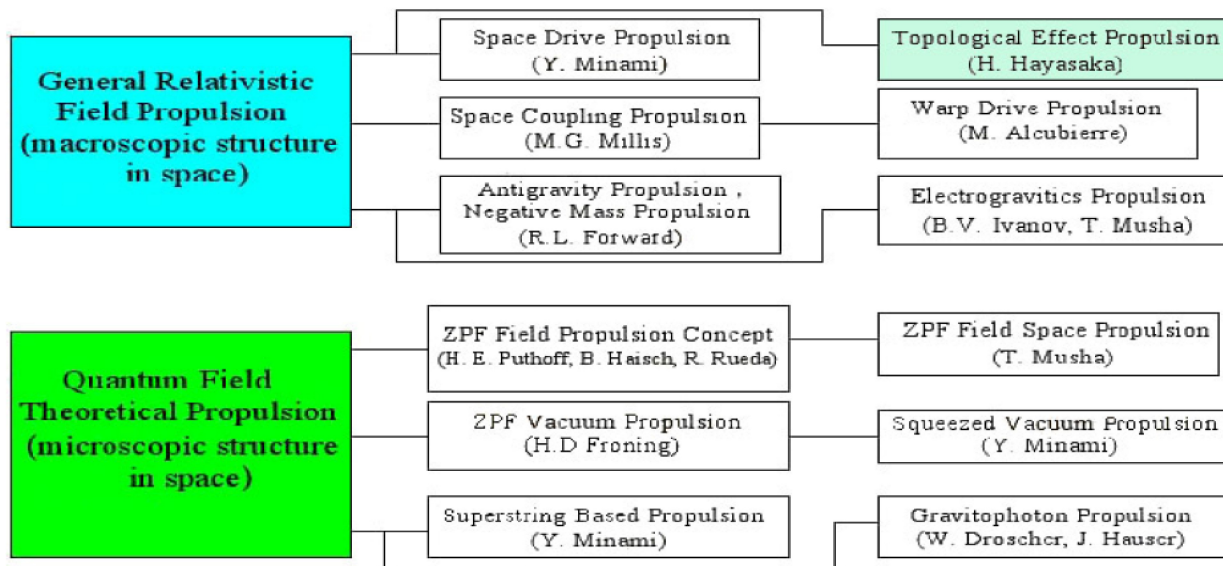 General Relativistic
Field Propulsion
(macroscopic structure
in space)
Space Drive Propulsion
(Y. Minami)
Topological Effect Propulsion
(H. Hayasaka)
Space Coupling Propulsion
(M.G. Millis)
Warp Drive Propulsion
(M. Alcubierre)
Antigravity Propulsion ,
Negative Mass Propulsion
(R.L. Forward)
Electrogravitics Propulsion
(B.V. Ivanov, T. Musha)
Quantum Field
Theoretical Propulsion
(microscopic structure
in space)
ZPF Field Propulsion Concept
(H. E. Puthoff, B. Haisch, R. Rueda)
ZPF Field Space Propulsion
(T. Musha)
ZPF Vacuum Propulsion
(H.D Froning)
Squeezed Vacuum Propulsion
(Y. Minami)
Superstring Based Propulsion
(Y. Minami)
Gravitophoton Propulsion
(W. Droscher, J. Hauser)